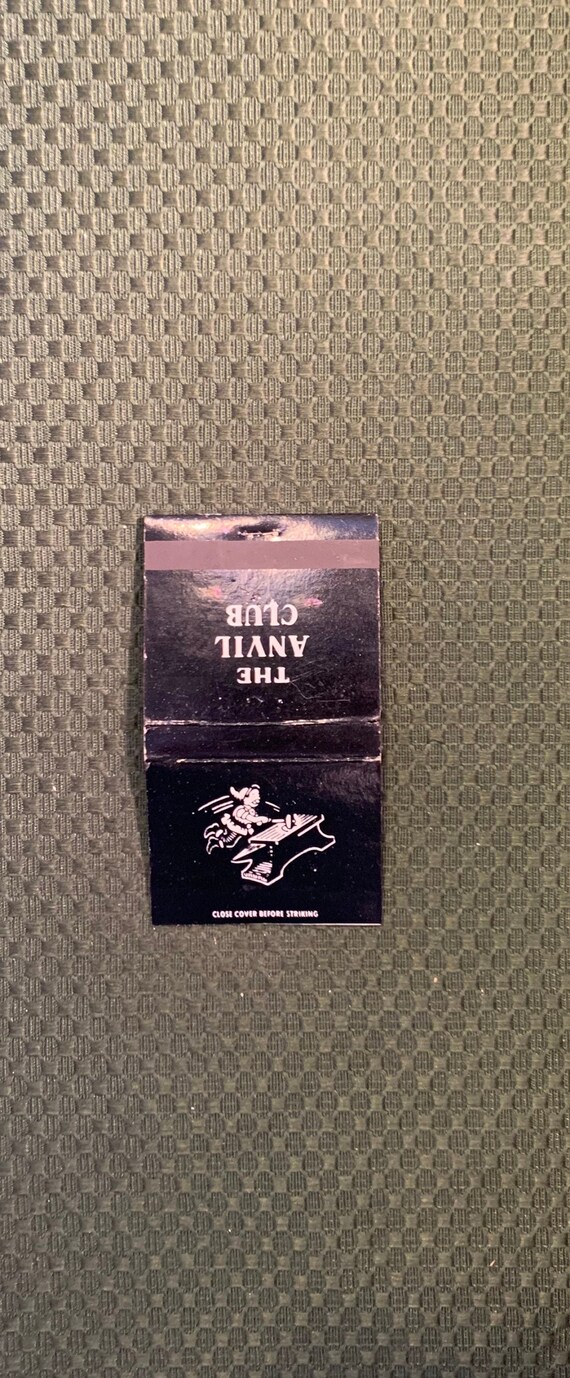 THE
ANVIL
CLUB
CLOSE COVER BEFORE STRIKING